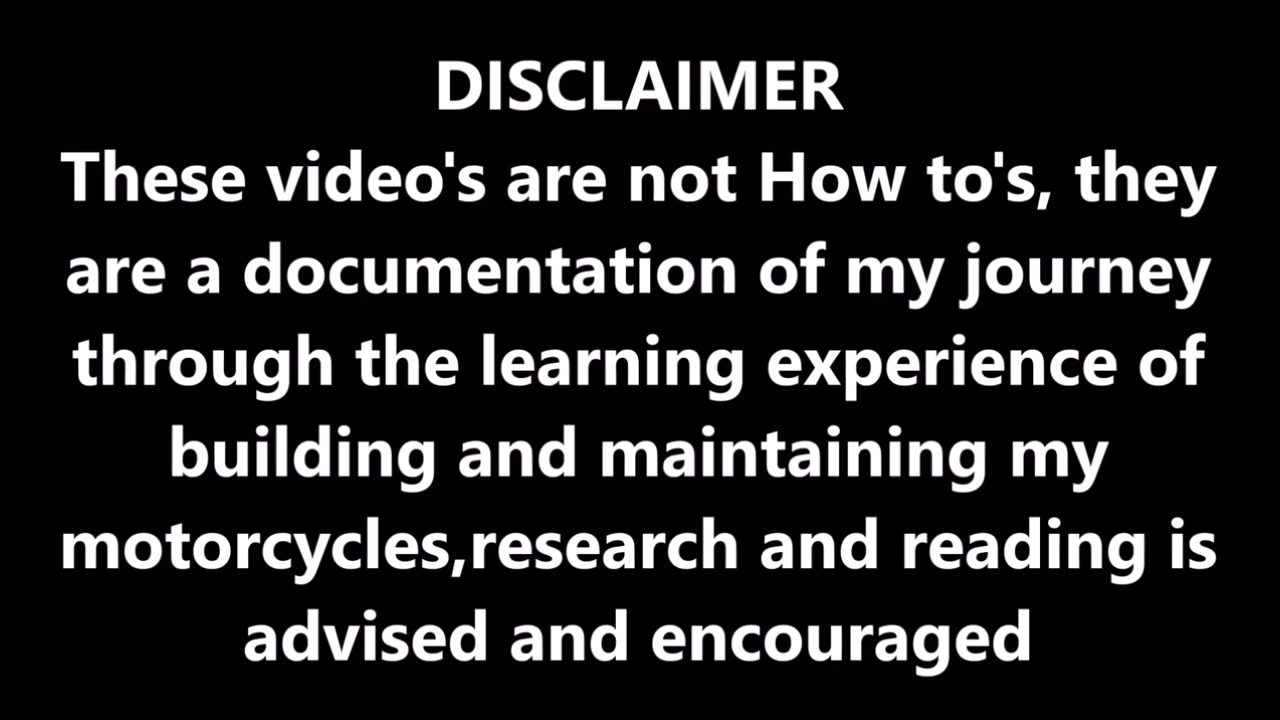 DISCLAIMER
These video's are not How to's, they
are a documentation of my journey
through the learning experience of
building and maintaining my
motorcycles,research and reading is
advised and encouraged